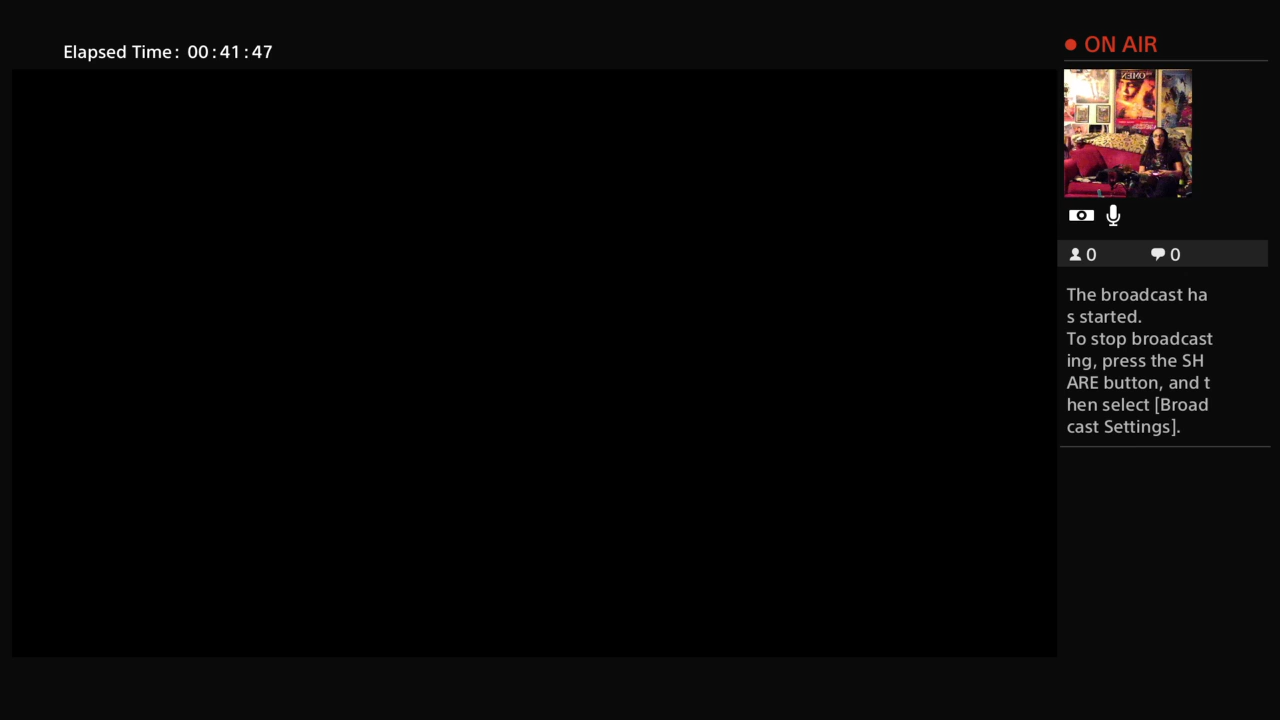 Elapsed Time: 00:41:47
ON AIR
OMEN
0 0
The broadcast ha
s started.
To stop broadcast
ing, press the SH
ARE button, and t
hen select [Broad
cast Settings].